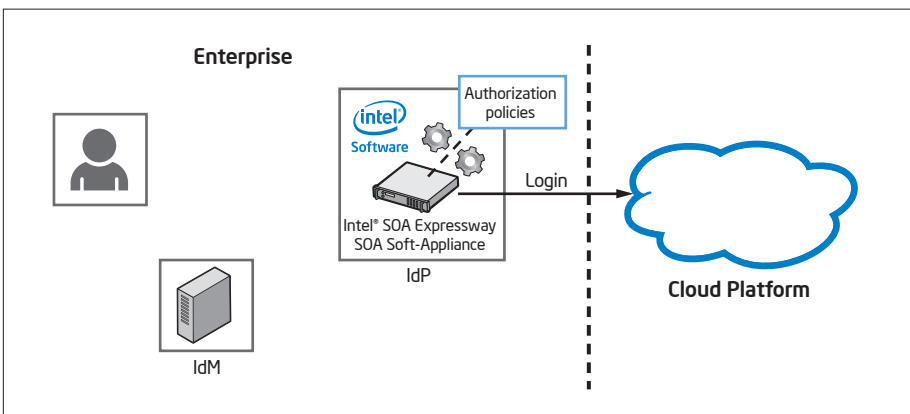 Enterprise
Authorization
policies
intel
Software
Login
Intel® SOA Expressway
SOA Soft-Appliance
IdP
Cloud Platform
IdM